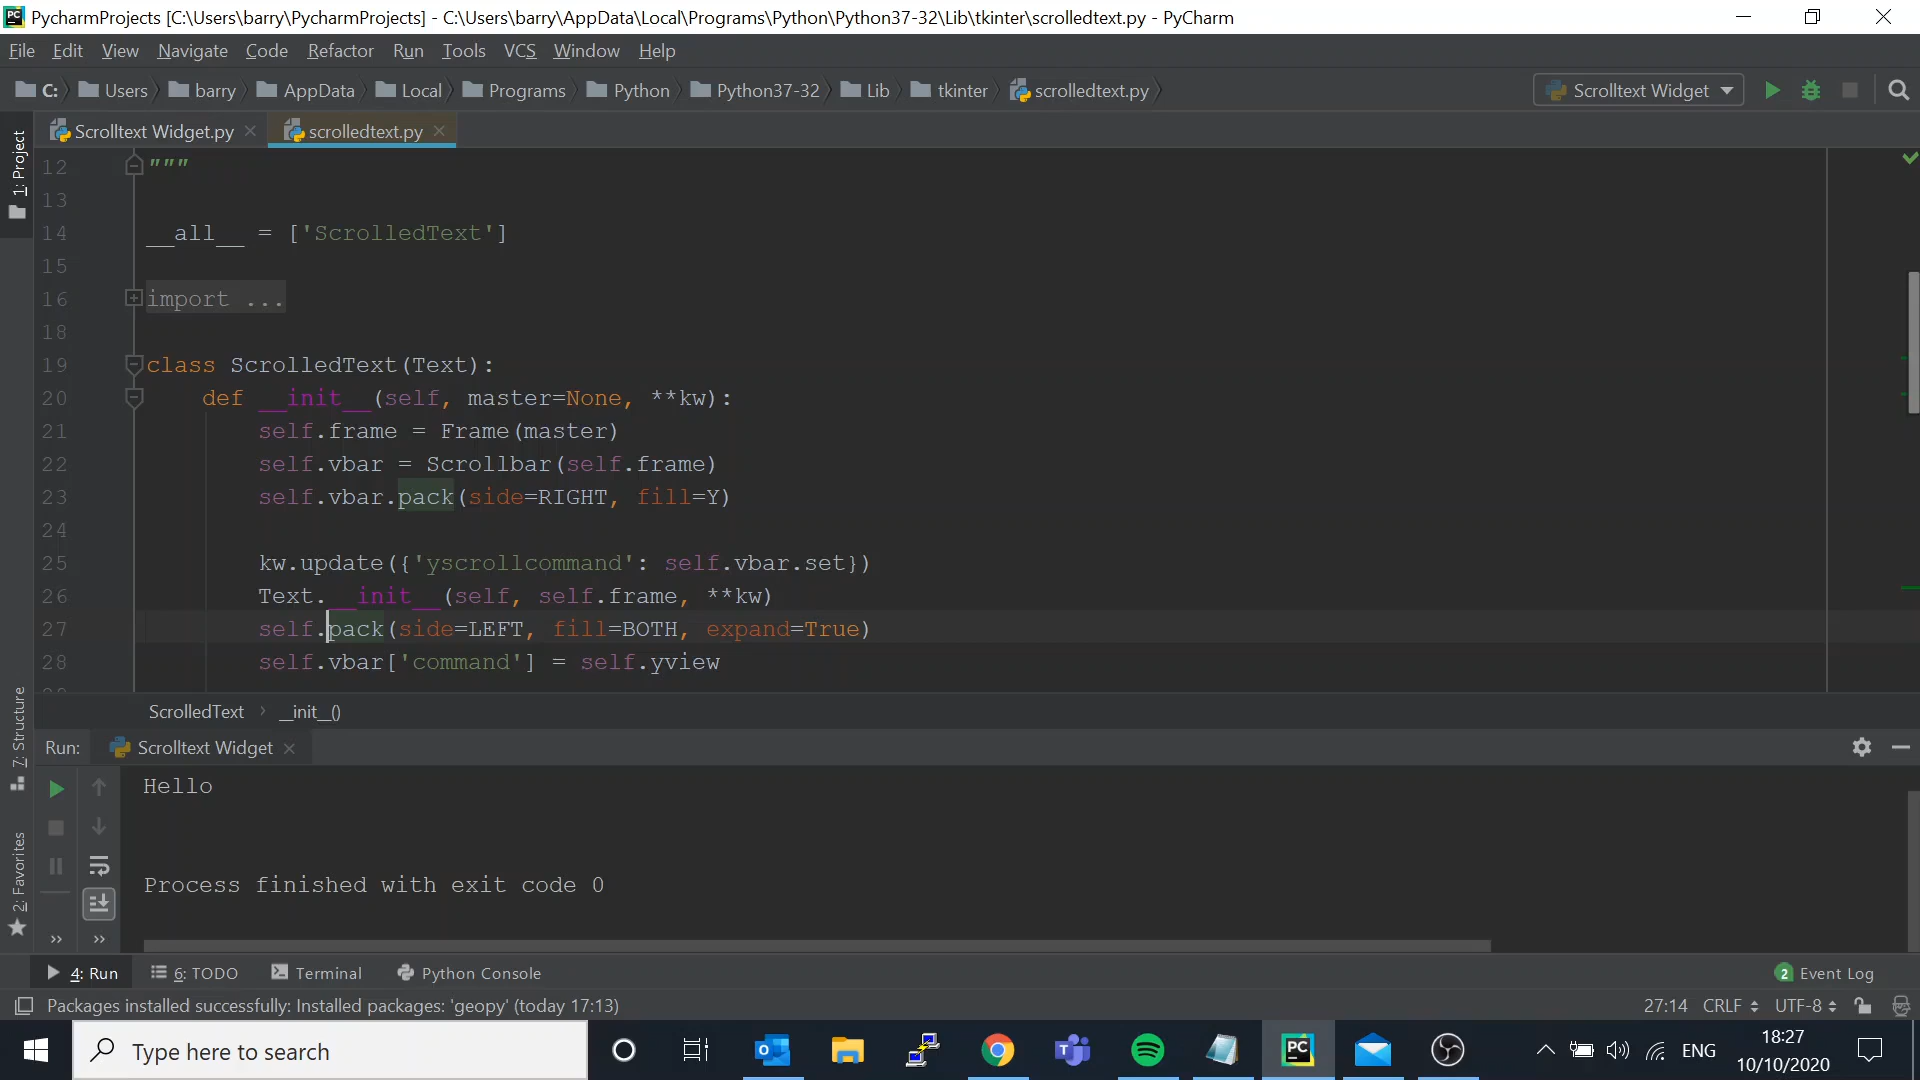 PycharmProjects [C:\Users\barry\PycharmProjects] - C:\Users\barry\AppData\Local\Programs\Python\Python37-32\Lib\tkinter\scrolledtext.py - PyCharm
File Edit View Navigate Code Refactor Run Tools VCS Window Help
C: Users barry AppData Local Programs Python Python37-32 Lib tkinter scrolledtext.py Scrolltext Widget
Scrolltext Widget.py scrolledtext.py
1: Project
7: Structure
2: Favorites
12 """
13
14 __all__ = ['ScrolledText']
15
16 import ...
18
19 class ScrolledText(Text):
20 def __init__(self, master=None, **kw):
21 self.frame = Frame(master)
22 self.vbar = Scrollbar(self.frame)
23 self.vbar.pack(side=RIGHT, fill=Y)
24
25 kw.update({'yscrollcommand': self.vbar.set})
26 Text.__init__(self, self.frame, **kw)
27 self.pack(side=LEFT, fill=BOTH, expand=True)
28 self.vbar['command'] = self.yview
ScrolledText › __init__()
Run: Scrolltext Widget
Hello
Process finished with exit code 0
4: Run 6: TODO Terminal Python Console 2 Event Log
Packages installed successfully: Installed packages: 'geopy' (today 17:13) 27:14 CRLF UTF-8
Type here to search
ENG
18:27
10/10/2020